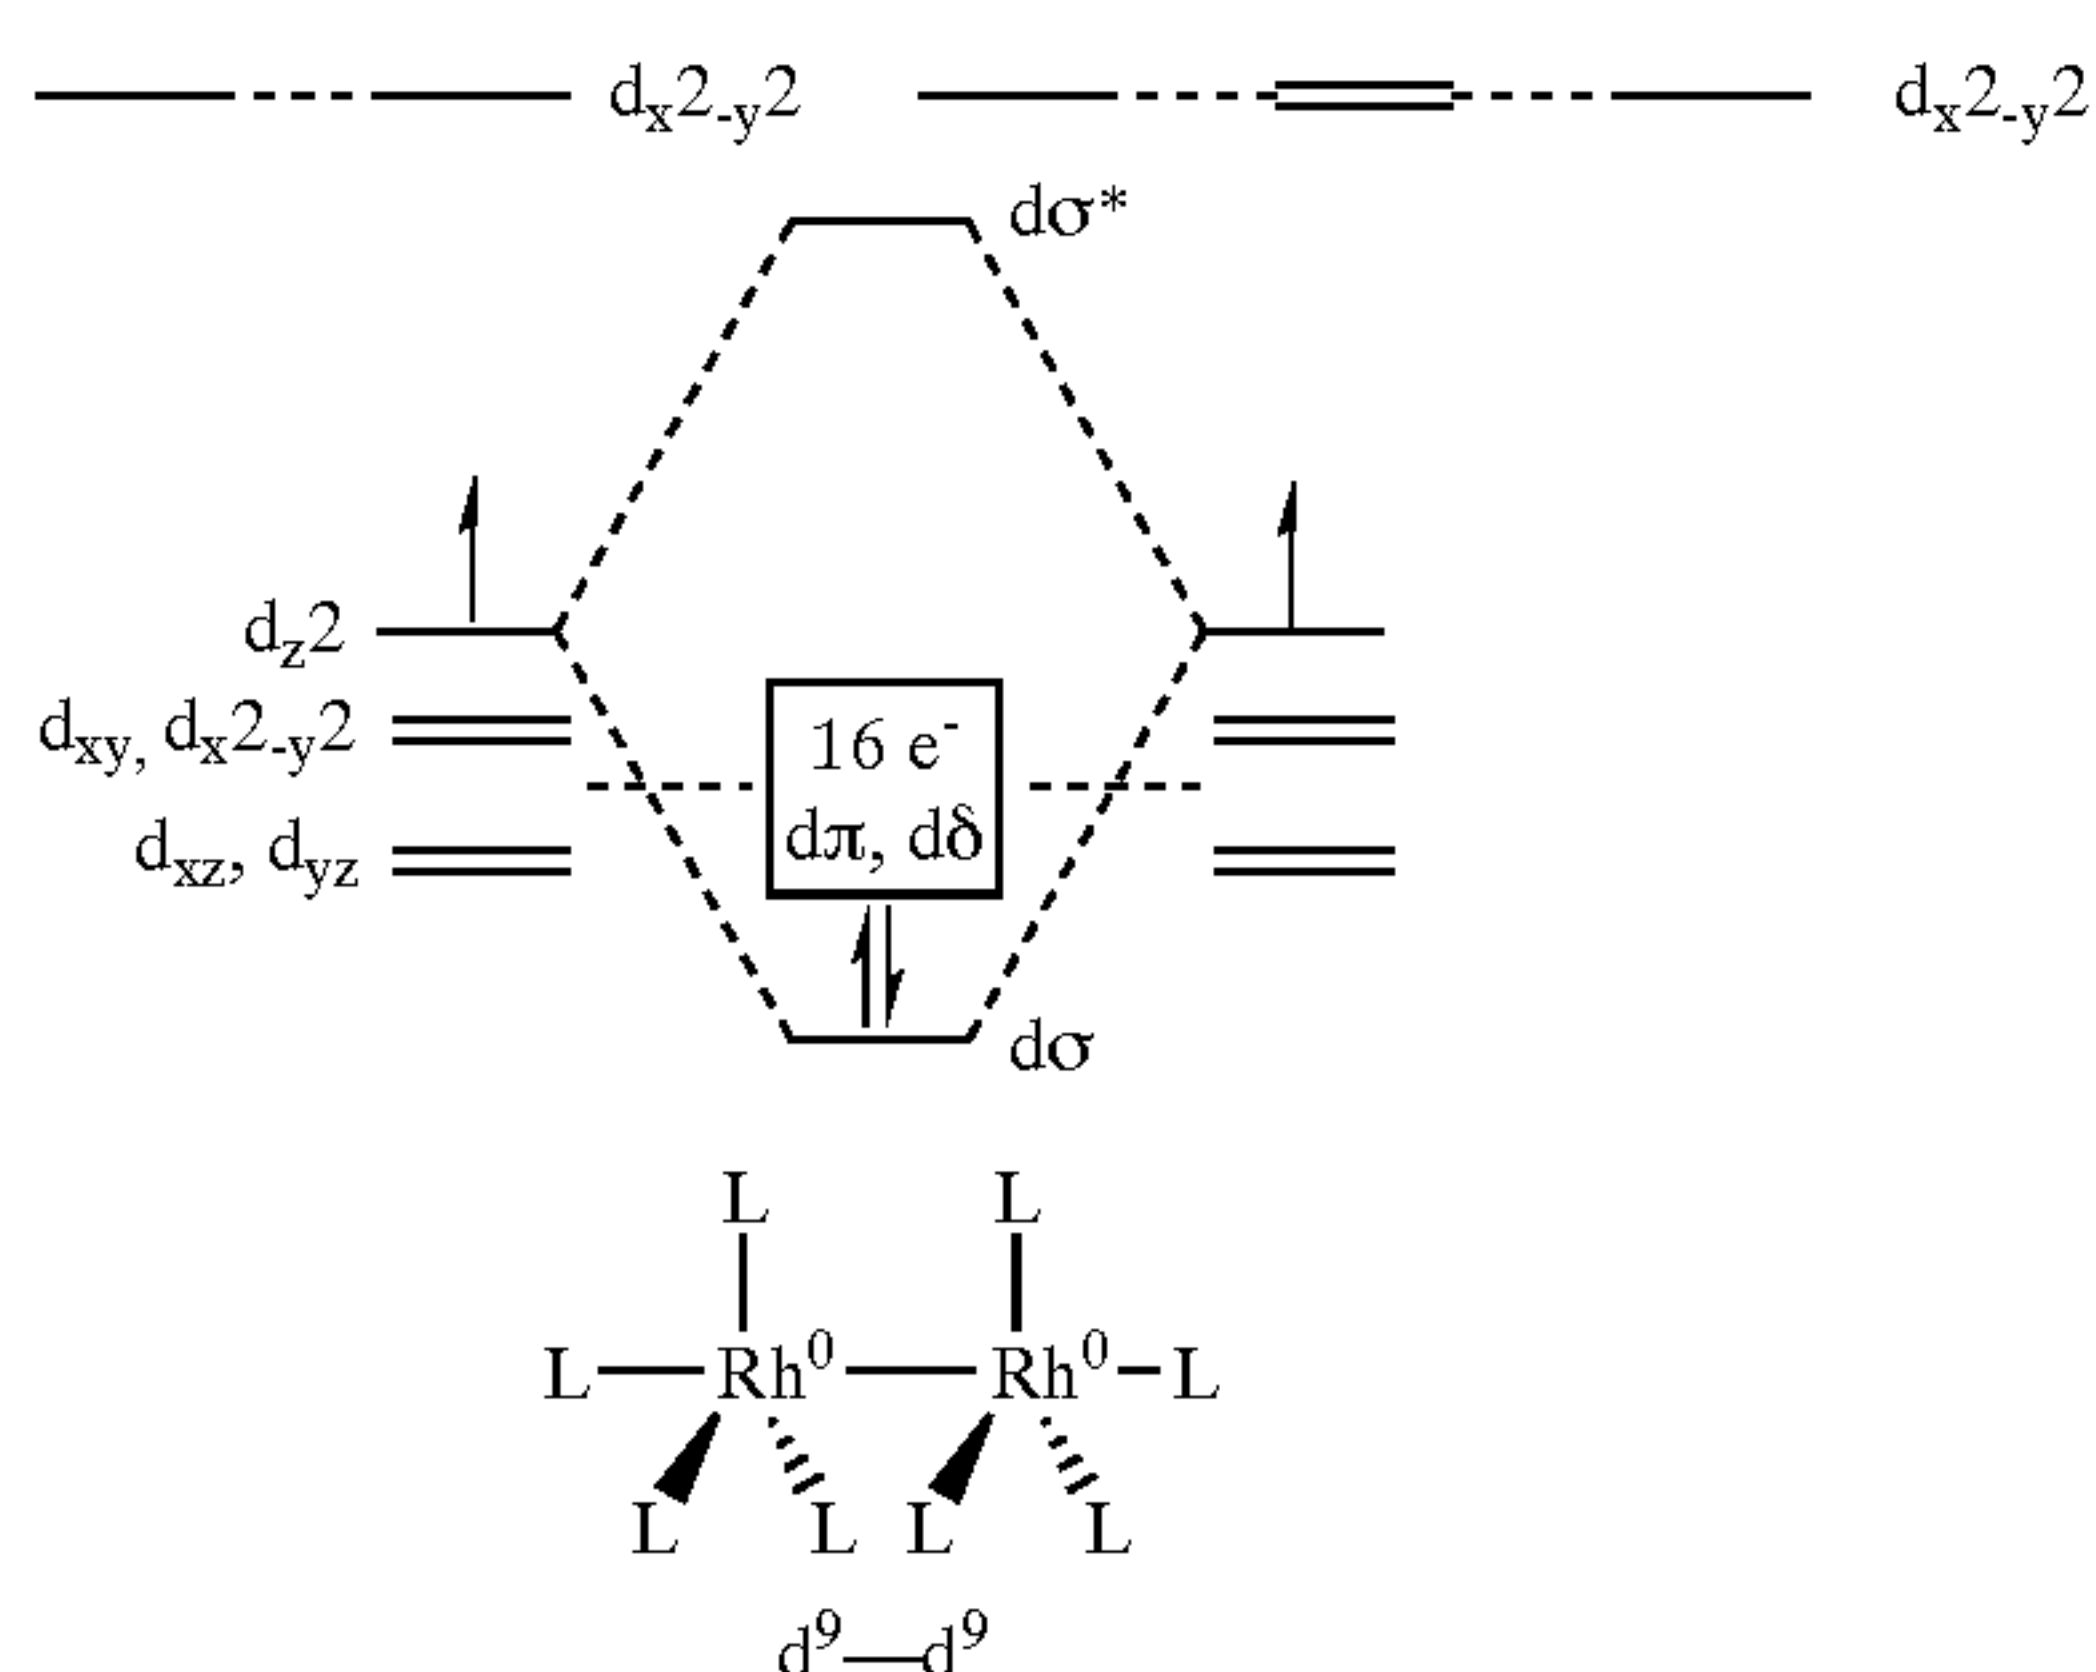 dx2-y2 dx2-y2
dσ*
dz2
dxy, dx2-y2
16 e-
dπ, dδ
dxz, dyz
dσ
L L
L Rh0 Rh0 L
L L L L
d9—d9